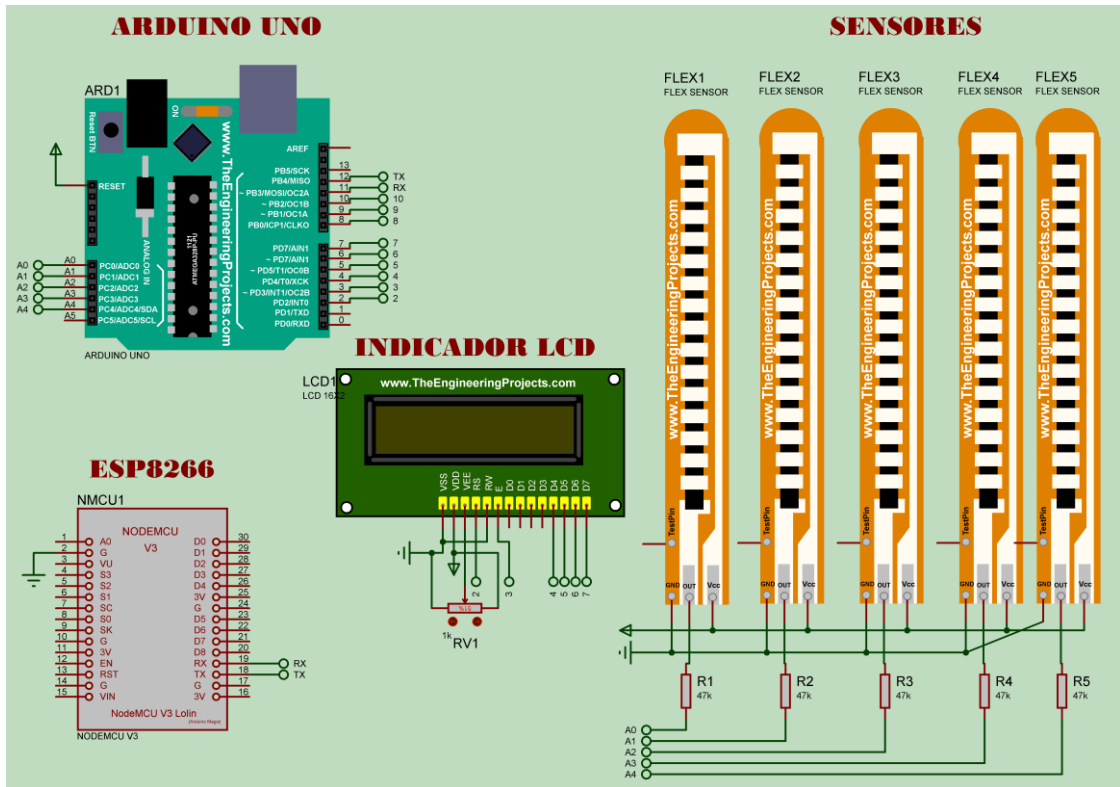 ARDUINO UNO
ARD1
Reset BTN
ON
www.TheEngineeringProjects.com
AREF
RESET
PB5/SCK 13
PB4/MISO 12 TX
~ PB3/MOSI/OC2A 11 RX
~ PB2/OC1B 10 10
~ PB1/OC1A 9 9
PB0/ICP1/CLKO 8 8
PD7/AIN1 7 7
~ PD7/AIN1 6 6
~ PD5/T1/OC0B 5 5
PD4/T0/XCK 4 4
~ PD3/INT1/OC2B 3 3
PD2/INT0 2 2
PD1/TXD 1
PD0/RXD 0
ANALOG IN
1121
ATMEGA328P-PU
A0 A0 PC0/ADC0
A1 A1 PC1/ADC1
A2 A2 PC2/ADC2
A3 A3 PC3/ADC3
A4 A4 PC4/ADC4/SDA
A5 PC5/ADC5/SCL
ARDUINO UNO
INDICADOR LCD
LCD1
LCD 16X2
www.TheEngineeringProjects.com
VSS VDD VEE RS RW E D0 D1 D2 D3 D4 D5 D6 D7
2 3 4 5 6 7
51%
1k
RV1
ESP8266
NMCU1
NODEMCU
V3
1 A0 D0 30
2 G D1 29
3 VU D2 28
4 S3 D3 27
5 S2 D4 26
6 S1 3V 25
7 SC G 24
8 S0 D5 23
9 SK D6 22
10 G D7 21
11 3V D8 20
12 EN RX 19 RX
13 RST TX 18 TX
14 G G 17
15 VIN 3V 16
NodeMCU V3 Lolin
(Arduino Magix)
NODEMCU V3
SENSORES
FLEX1 FLEX2 FLEX3 FLEX4 FLEX5
FLEX SENSOR FLEX SENSOR FLEX SENSOR FLEX SENSOR FLEX SENSOR
www.TheEngineeringProjects.com
www.TheEngineeringProjects.com
www.TheEngineeringProjects.com
www.TheEngineeringProjects.com
www.TheEngineeringProjects.com
TestPin TestPin TestPin TestPin TestPin
GND OUT Vcc GND OUT Vcc GND OUT Vcc GND OUT Vcc GND OUT Vcc
R1 R2 R3 R4 R5
47k 47k 47k 47k 47k
A0
A1
A2
A3
A4